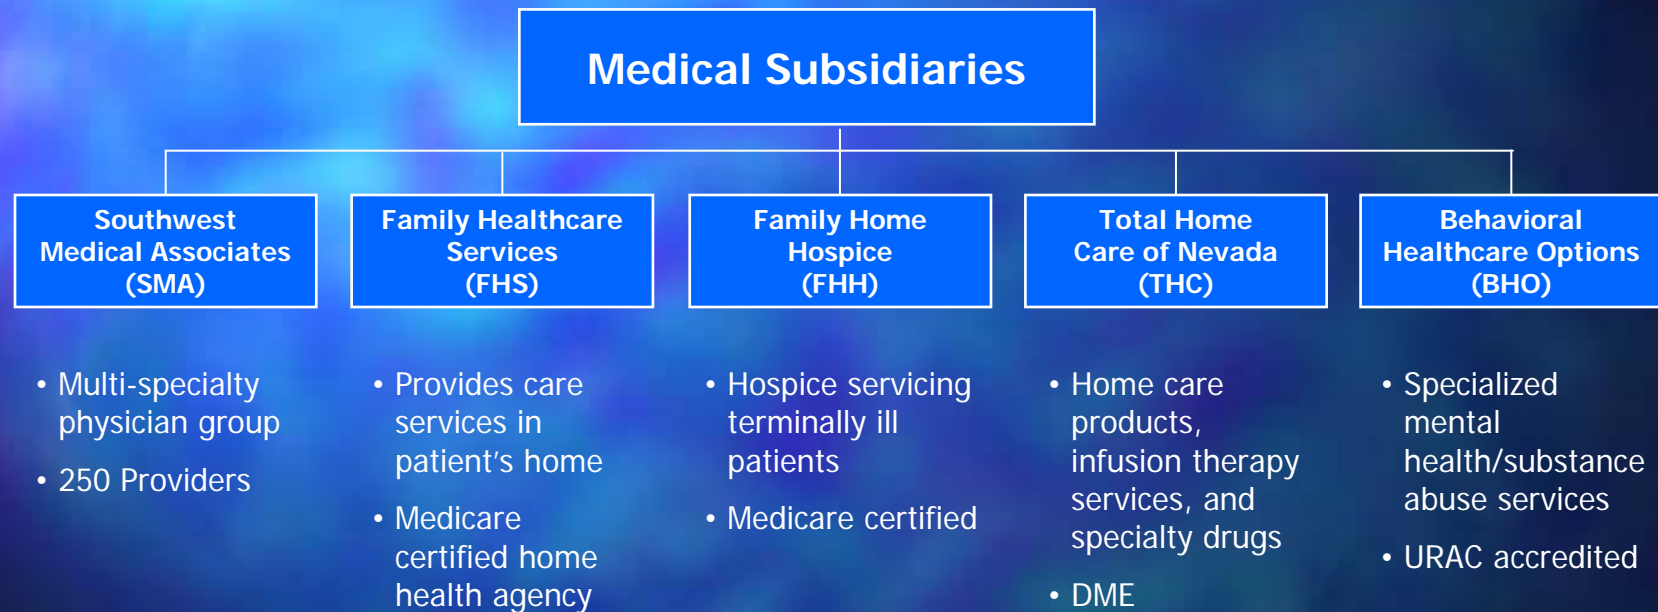 Medical Subsidiaries
Southwest
Medical Associates
(SMA)
Family Healthcare
Services
(FHS)
Family Home
Hospice
(FHH)
Total Home
Care of Nevada
(THC)
Behavioral
Healthcare Options
(BHO)
• Multi-specialty
physician group
• 250 Providers
• Provides care
services in
patient's home
• Medicare
certified home
health agency
• Hospice servicing
terminally ill
patients
• Medicare certified
• Home care
products,
infusion therapy
services, and
specialty drugs
• DME
• Specialized
mental
health/substance
abuse services
• URAC accredited